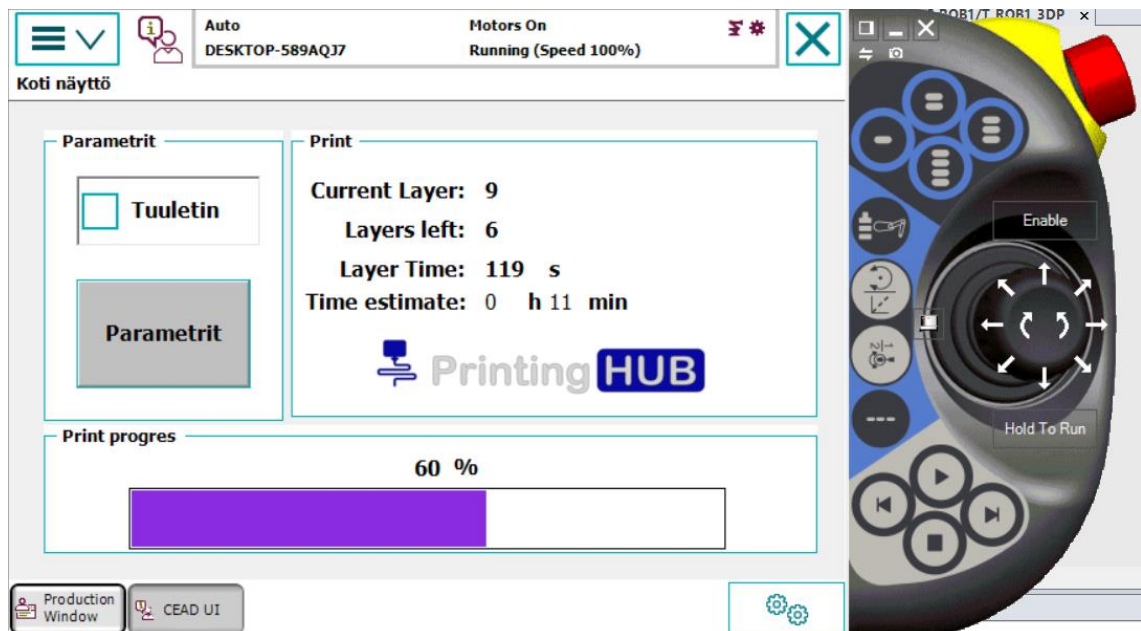 Auto
DESKTOP-589AQJ7
Motors On
Running (Speed 100%)
Koti näyttö
Parametrit
Tuuletin
Parametrit
Print
Current Layer: 9
Layers left: 6
Layer Time: 119 s
Time estimate: 0 h 11 min
Printing HUB
Print progres
60 %
Production
Window
CEAD UI
ROB1/T_ROB1_3DP x
Enable
Hold To Run